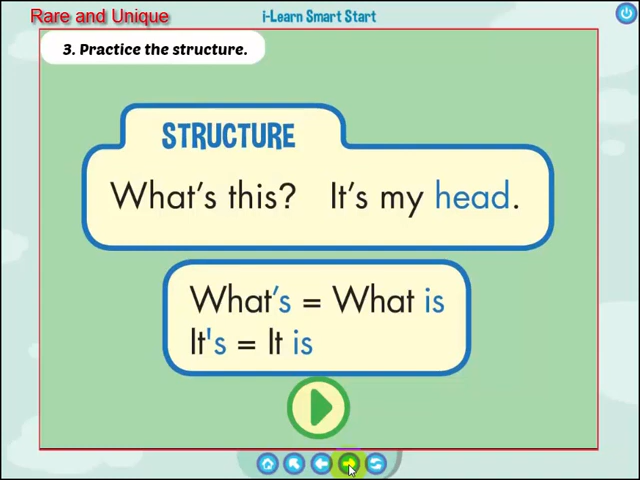 Rare and Unique
i-Learn Smart Start
3. Practice the structure.
STRUCTURE
What's this? It's my head.
What's = What is
It's = It is